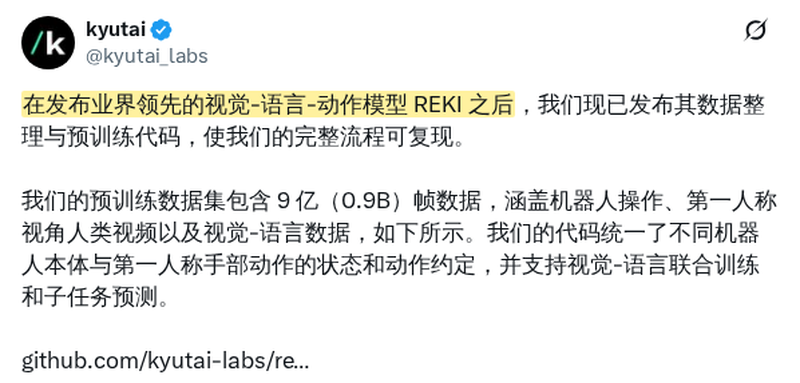 /k
kyutai
@kyutai_labs
在发布业界领先的视觉-语言-动作模型 REKI 之后，我们现已发布其数据整
理与预训练代码，使我们的完整流程可复现。
我们的预训练数据集包含 9 亿（0.9B）帧数据，涵盖机器人操作、第一人称
视角人类视频以及视觉-语言数据，如下所示。我们的代码统一了不同机器
人本体与第一人称手部动作的状态和动作约定，并支持视觉-语言联合训练
和子任务预测。
github.com/kyutai-labs/re...